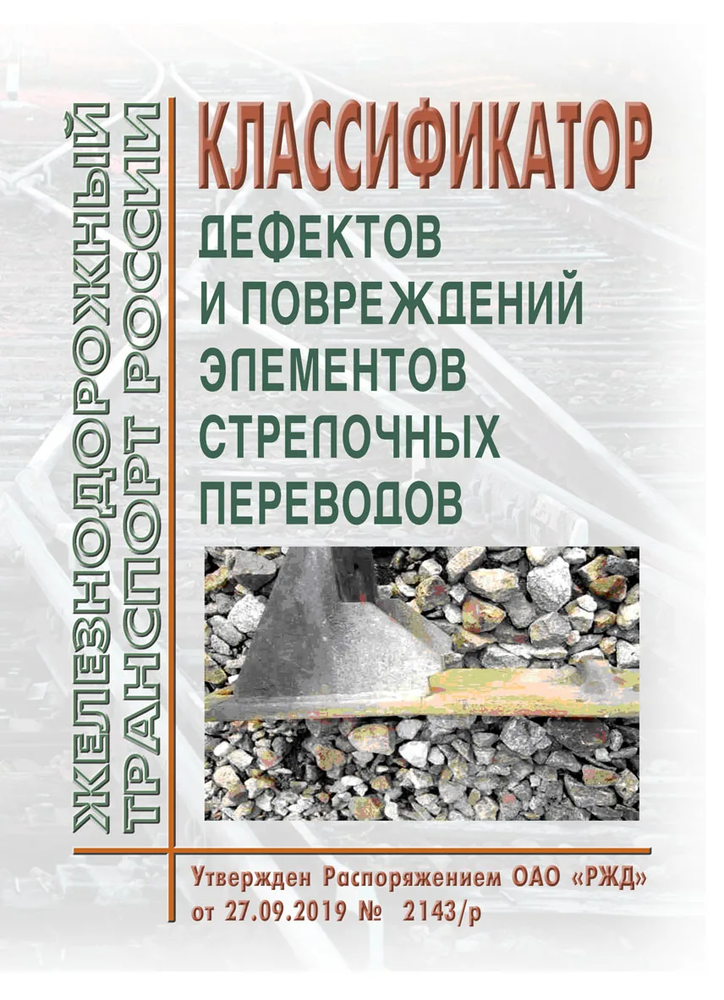 ЖЕЛЕЗНОДОРОЖНЫЙ
ТРАНСПОРТ РОССИИ
КЛАССИФИКАТОР
ДЕФЕКТОВ
И ПОВРЕЖДЕНИЙ
ЭЛЕМЕНТОВ
СТРЕЛОЧНЫХ
ПЕРЕВОДОВ
Утвержден Распоряжением ОАО «РЖД»
от 27.09.2019 № 2143/р